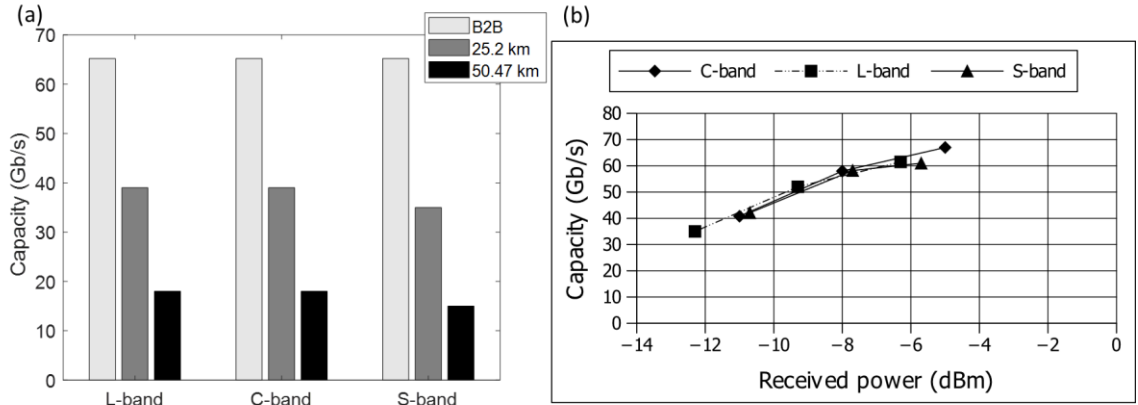 (a)
B2B
25.2 km
50.47 km
70
60
50
40
30
20
10
0
Capacity (Gb/s)
L-band C-band S-band
(b)
C-band L-band S-band
80
70
60
50
40
30
20
10
0
Capacity (Gb/s)
−14 −12 −10 −8 −6 −4 −2 0
Received power (dBm)